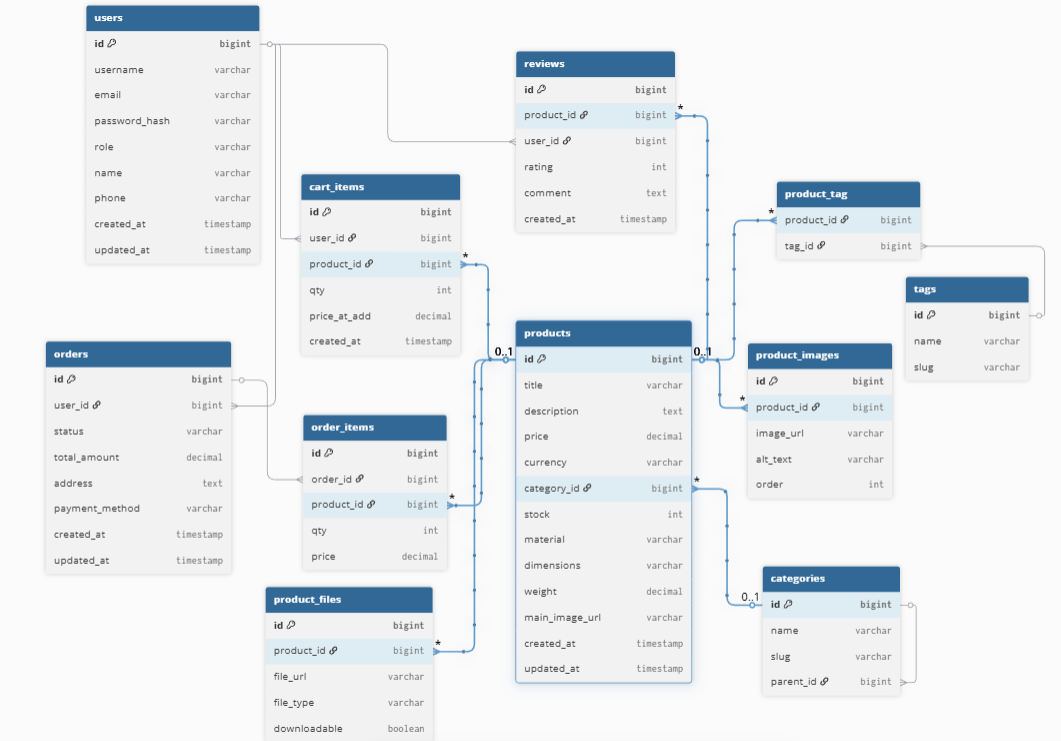 users
id bigint
username varchar
email varchar
password_hash varchar
role varchar
name varchar
phone varchar
created_at timestamp
updated_at timestamp
reviews
id bigint
product_id bigint *
user_id bigint
rating int
comment text
created_at timestamp
cart_items
id bigint
user_id bigint
product_id bigint *
qty int
price_at_add decimal
created_at timestamp
product_tag
* product_id bigint
tag_id bigint
tags
id bigint
name varchar
slug varchar
orders
id bigint
user_id bigint
status varchar
total_amount decimal
address text
payment_method varchar
created_at timestamp
updated_at timestamp
order_items
id bigint
order_id bigint
product_id bigint *
qty int
price decimal
products
0..1 id bigint 0..1
title varchar
description text
price decimal
currency varchar
category_id bigint *
stock int
material varchar
dimensions varchar
weight decimal
main_image_url varchar
created_at timestamp
updated_at timestamp
product_images
id bigint
* product_id bigint
image_url varchar
alt_text varchar
order int
product_files
id bigint
product_id bigint *
file_url varchar
file_type varchar
downloadable boolean
categories
0..1 id bigint
name varchar
slug varchar
parent_id bigint